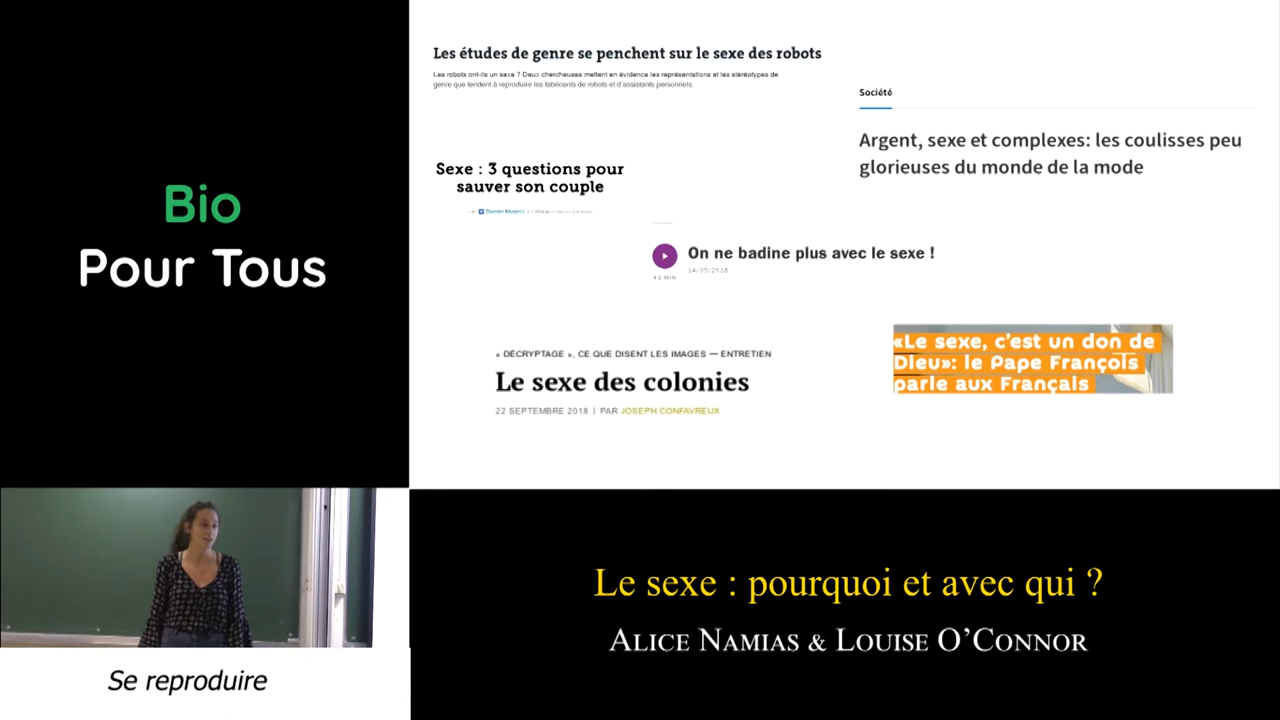 Bio
Pour Tous
Les études de genre se penchent sur le sexe des robots
Les robots ont-ils un sexe ? Deux chercheuses mettent en évidence les représentations et les stéréotypes de
genre que tendent à reproduire les fabricants de robots et d'assistants personnels.
Société
Argent, sexe et complexes: les coulisses peu
glorieuses du monde de la mode
Sexe : 3 questions pour
sauver son couple
On ne badine plus avec le sexe !
14/05/2018
42 MIN
« DÉCRYPTAGE », CE QUE DISENT LES IMAGES — ENTRETIEN
Le sexe des colonies
22 SEPTEMBRE 2018 | PAR JOSEPH CONFAVREUX
«Le sexe, c'est un don de
Dieu»: le Pape François
parle aux Français
Le sexe : pourquoi et avec qui ?
ALICE NAMIAS & LOUISE O'CONNOR
Se reproduire